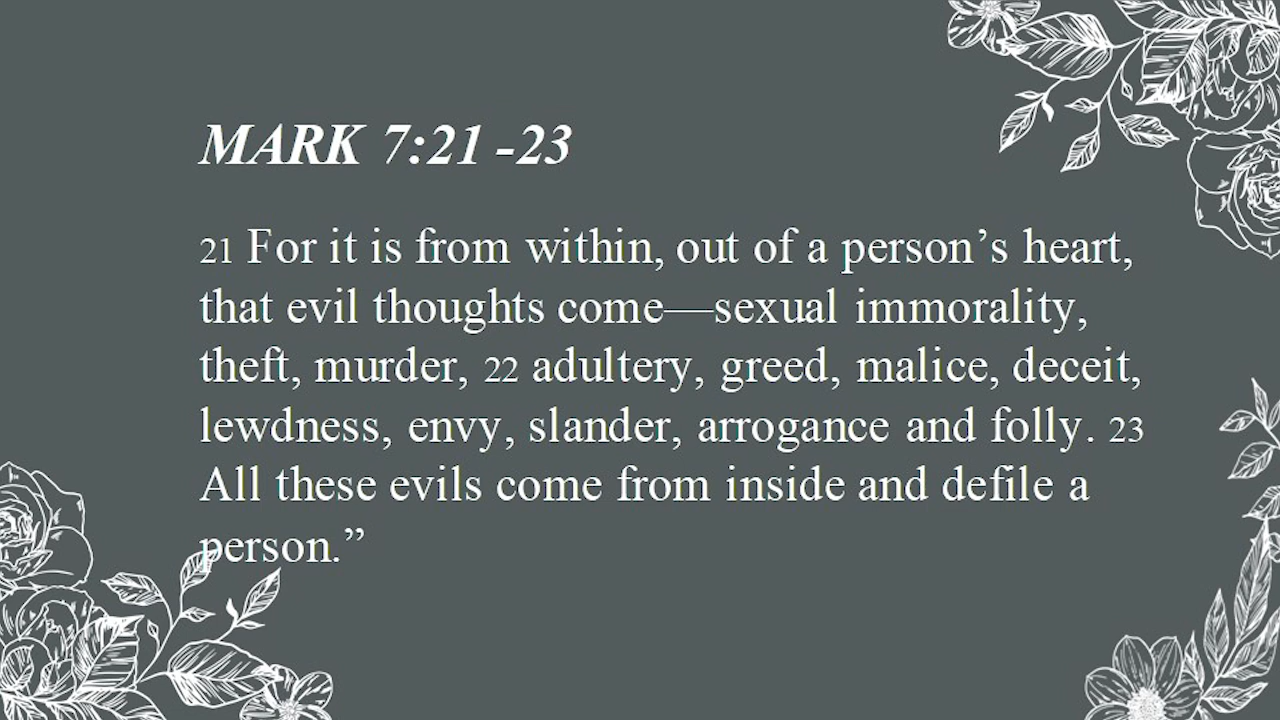 MARK 7:21 -23
21 For it is from within, out of a person’s heart,
that evil thoughts come—sexual immorality,
theft, murder, 22 adultery, greed, malice, deceit,
lewdness, envy, slander, arrogance and folly. 23
All these evils come from inside and defile a
person.”